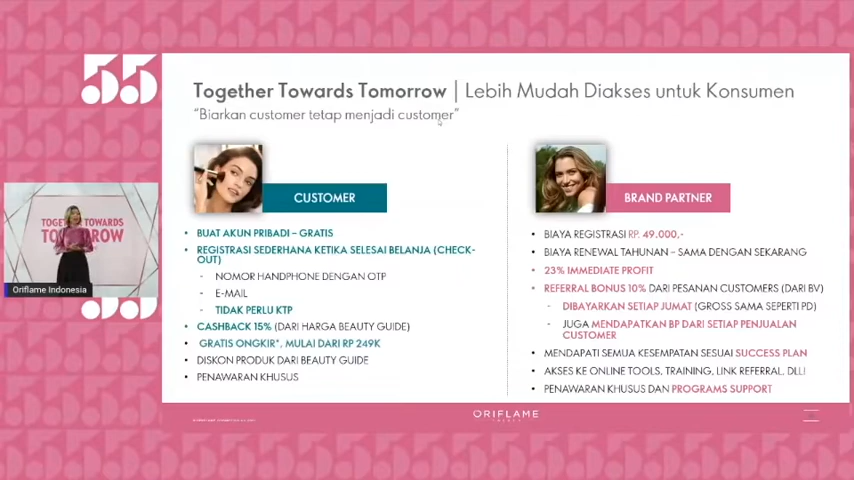 55
Together Towards Tomorrow | Lebih Mudah Diakses untuk Konsumen
"Biarkan customer tetap menjadi customer"
CUSTOMER
• BUAT AKUN PRIBADI – GRATIS
• REGISTRASI SEDERHANA KETIKA SELESAI BELANJA (CHECK-
OUT)
- NOMOR HANDPHONE DENGAN OTP
- E-MAIL
- TIDAK PERLU KTP
• CASHBACK 15% (DARI HARGA BEAUTY GUIDE)
• GRATIS ONGKIR*, MULAI DARI RP 249K
• DISKON PRODUK DARI BEAUTY GUIDE
• PENAWARAN KHUSUS
BRAND PARTNER
• BIAYA REGISTRASI RP. 49.000,-
• BIAYA RENEWAL TAHUNAN – SAMA DENGAN SEKARANG
• 23% IMMEDIATE PROFIT
• REFERRAL BONUS 10% DARI PESANAN CUSTOMERS (DARI BV)
- DIBAYARKAN SETIAP JUMAT (GROSS SAMA SEPERTI PD)
- JUGA MENDAPATKAN BP DARI SETIAP PENJUALAN
CUSTOMER
• MENDAPATI SEMUA KESEMPATAN SESUAI SUCCESS PLAN
• AKSES KE ONLINE TOOLS, TRAINING, LINK REFERRAL, DLLI
• PENAWARAN KHUSUS DAN PROGRAMS SUPPORT
TOGETHER TOWARDS
Oriflame Indonesia
ORIFLAME